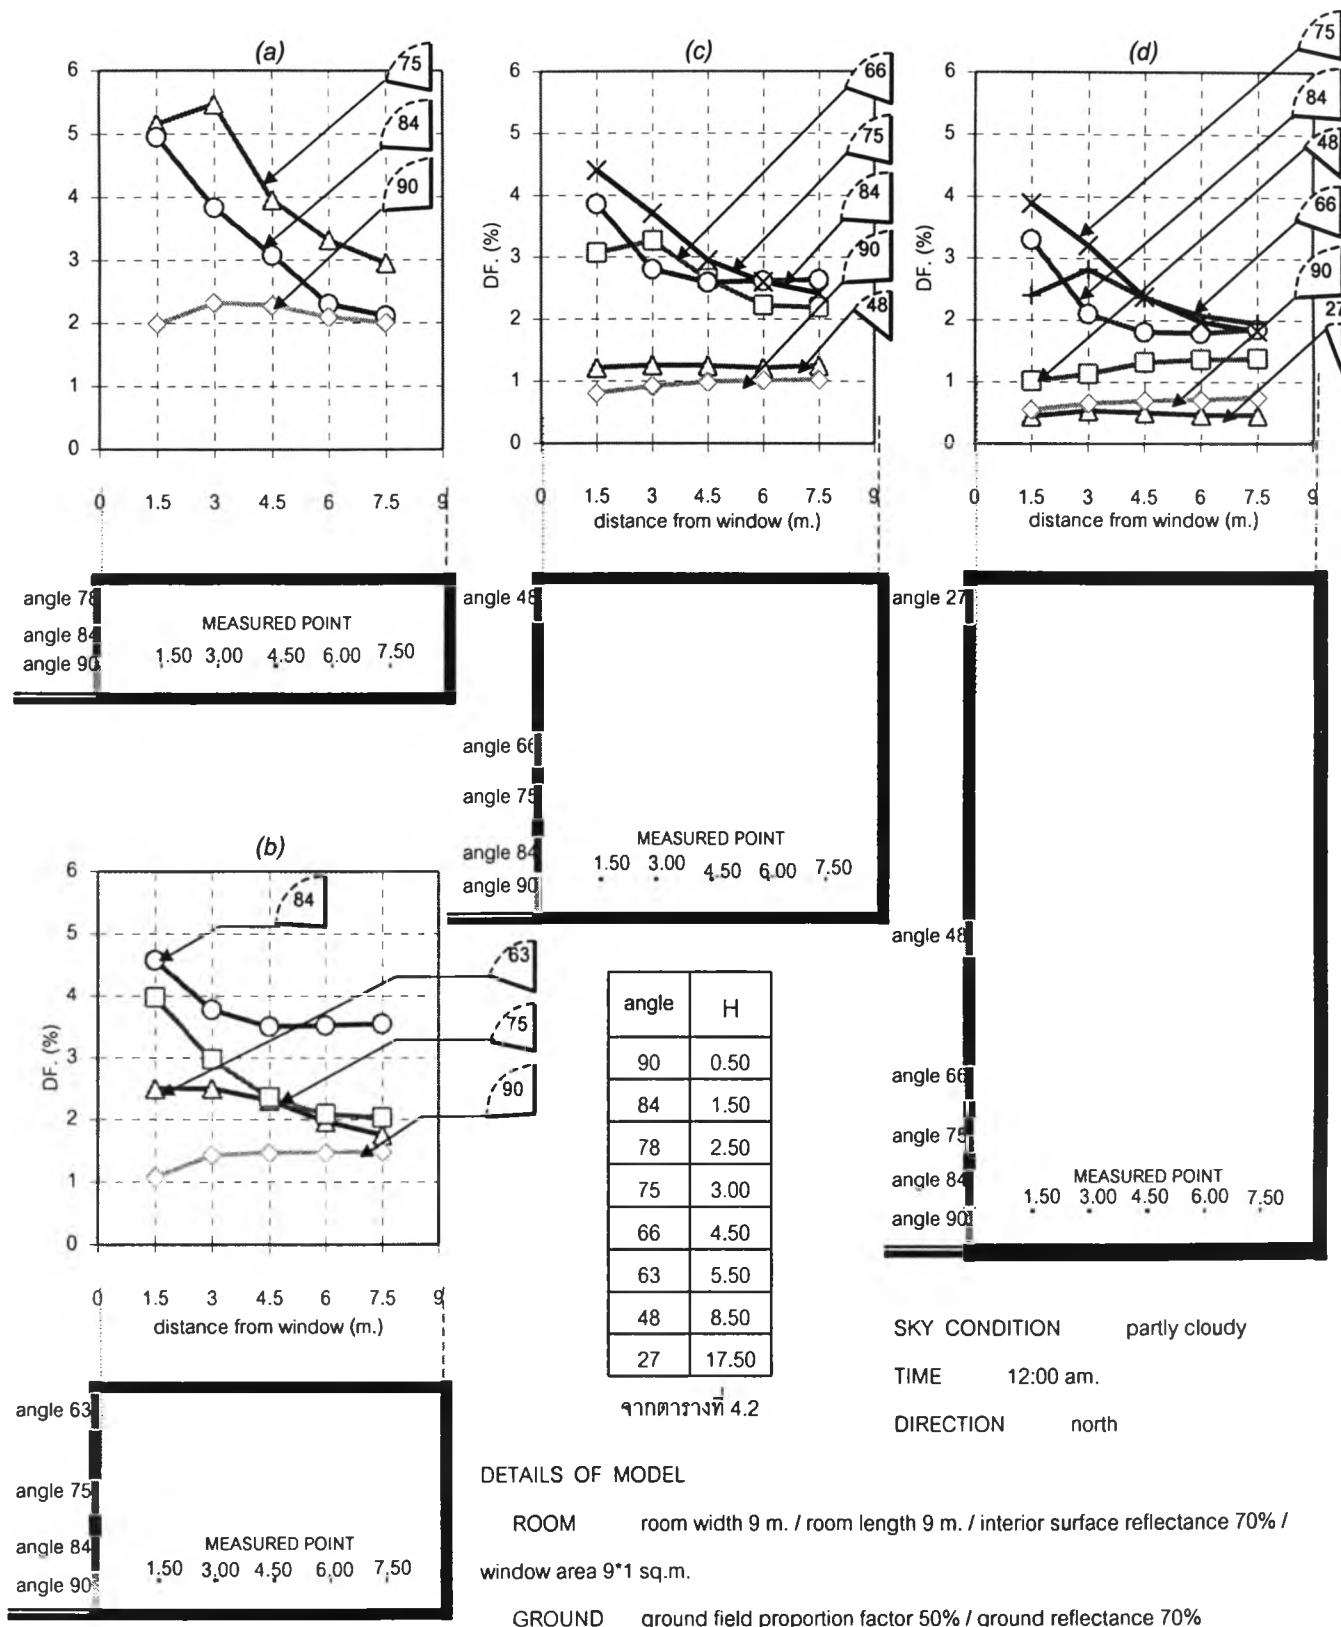 (a)
6
5
4
3
2
1
0
75
84
90
0 1.5 3 4.5 6 7.5 9
angle 78
angle 84
angle 90
MEASURED POINT
1.50 3.00 4.50 6.00 7.50
(c)
DF. (%)
6
5
4
3
2
1
0
66
75
84
90
48
0 1.5 3 4.5 6 7.5 9
distance from window (m.)
angle 48
angle 66
angle 75
angle 84
angle 90
MEASURED POINT
1.50 3.00 4.50 6.00 7.50
(d)
DF. (%)
6
5
4
3
2
1
0
75
84
48
66
90
27
0 1.5 3 4.5 6 7.5 9
distance from window (m.)
angle 27
angle 48
angle 66
angle 75
angle 84
angle 90
MEASURED POINT
1.50 3.00 4.50 6.00 7.50
(b)
DF. (%)
6
5
4
3
2
1
0
84
63
75
90
0 1.5 3 4.5 6 7.5 9
distance from window (m.)
angle 63
angle 75
angle 84
angle 90
MEASURED POINT
1.50 3.00 4.50 6.00 7.50
angle H
90 0.50
84 1.50
78 2.50
75 3.00
66 4.50
63 5.50
48 8.50
27 17.50
จากตารางที่ 4.2
SKY CONDITION partly cloudy
TIME 12:00 am.
DIRECTION north
DETAILS OF MODEL
ROOM room width 9 m. / room length 9 m. / interior surface reflectance 70% /
window area 9*1 sq.m.
GROUND ground field proportion factor 50% / ground reflectance 70%